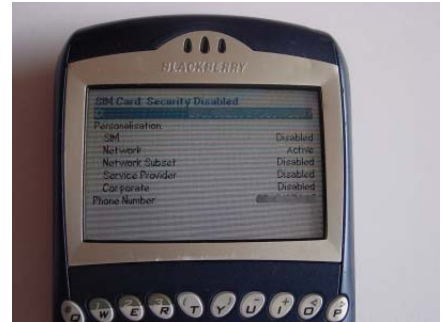 BLACKBERRY
SIM Card: Security Disabled
Personalisation
SIM Disabled
Network Active
Network Subset Disabled
Service Provider Disabled
Corporate Disabled
Phone Number
Q W E R T Y U I O P